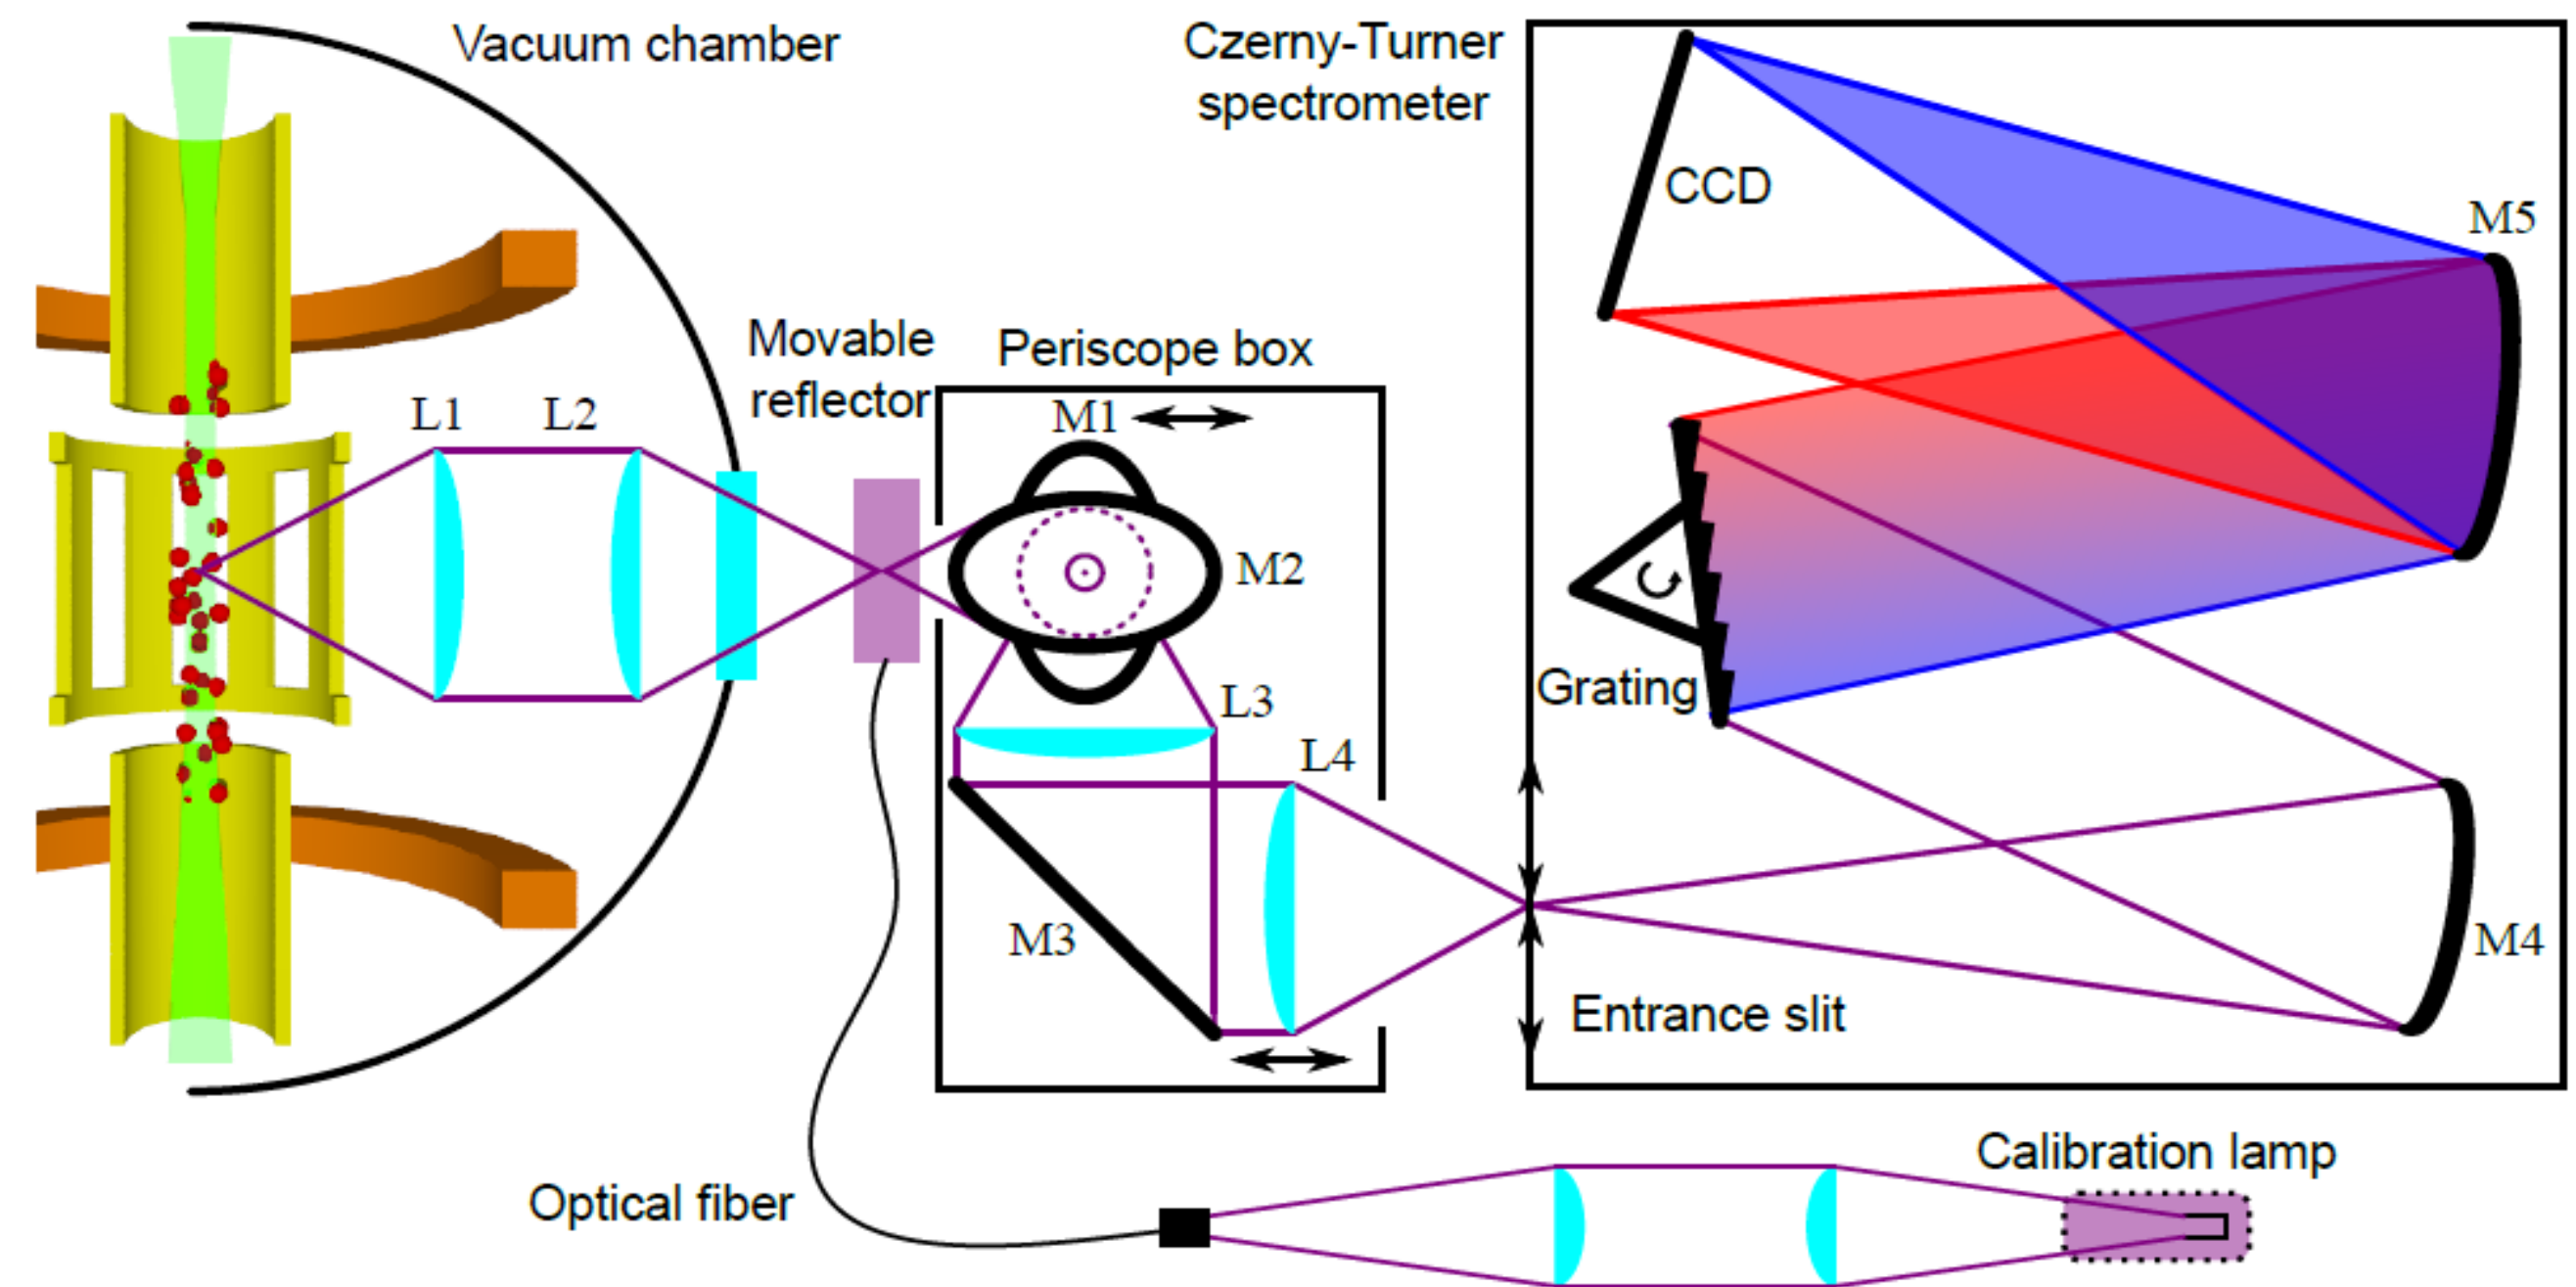 Vacuum chamber
Czerny-Turner
spectrometer
CCD
M5
Movable
reflector
Periscope box
L1
L2
M1
M2
L3
L4
Grating
M3
M4
Entrance slit
Optical fiber
Calibration lamp